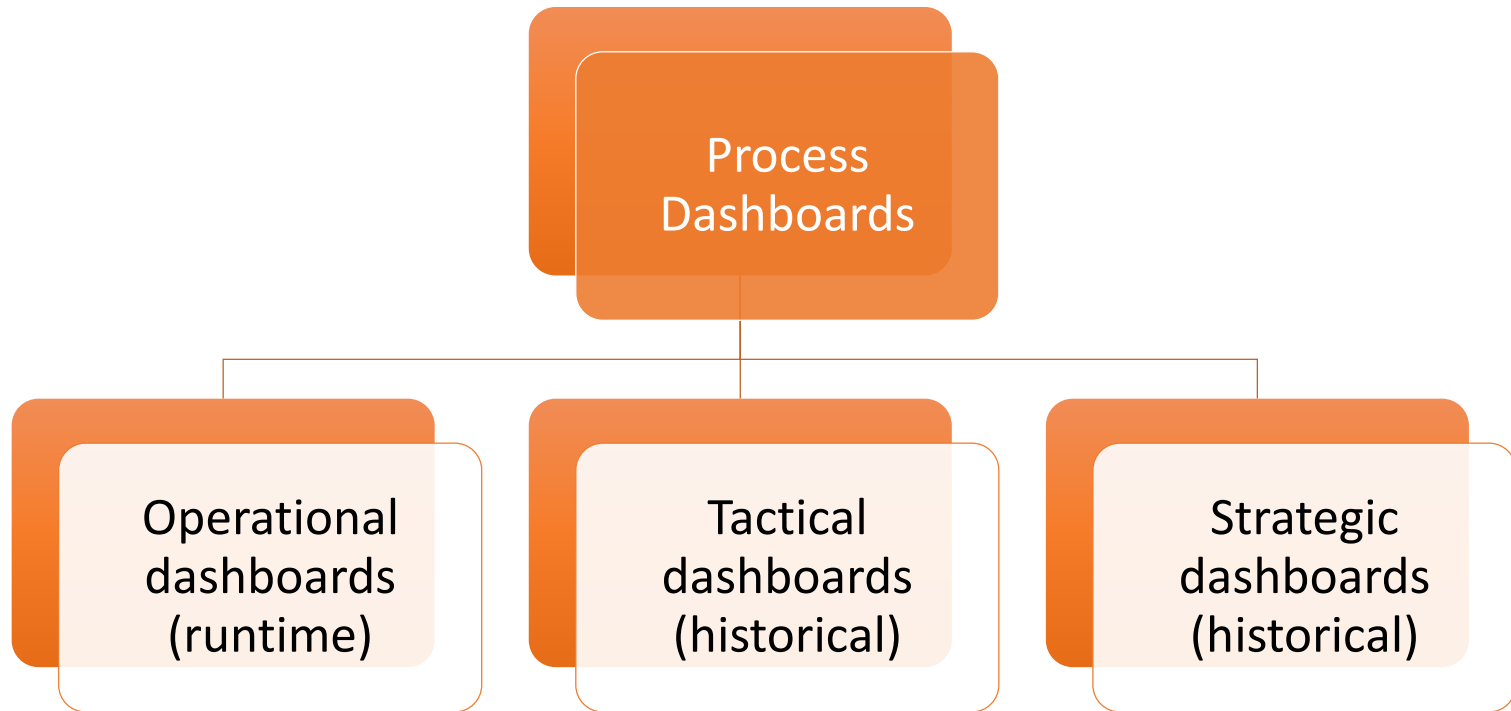 Process
Dashboards
Operational
dashboards
(runtime)
Tactical
dashboards
(historical)
Strategic
dashboards
(historical)